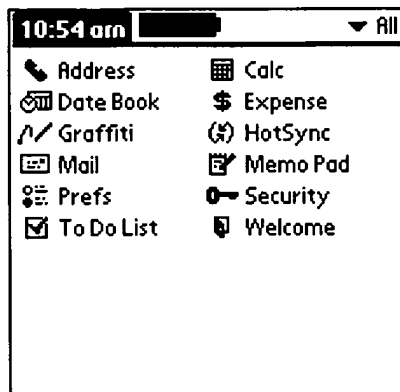 10:54 am All
Address Calc
Date Book Expense
Graffiti HotSync
Mail Memo Pad
Prefs Security
To Do List Welcome